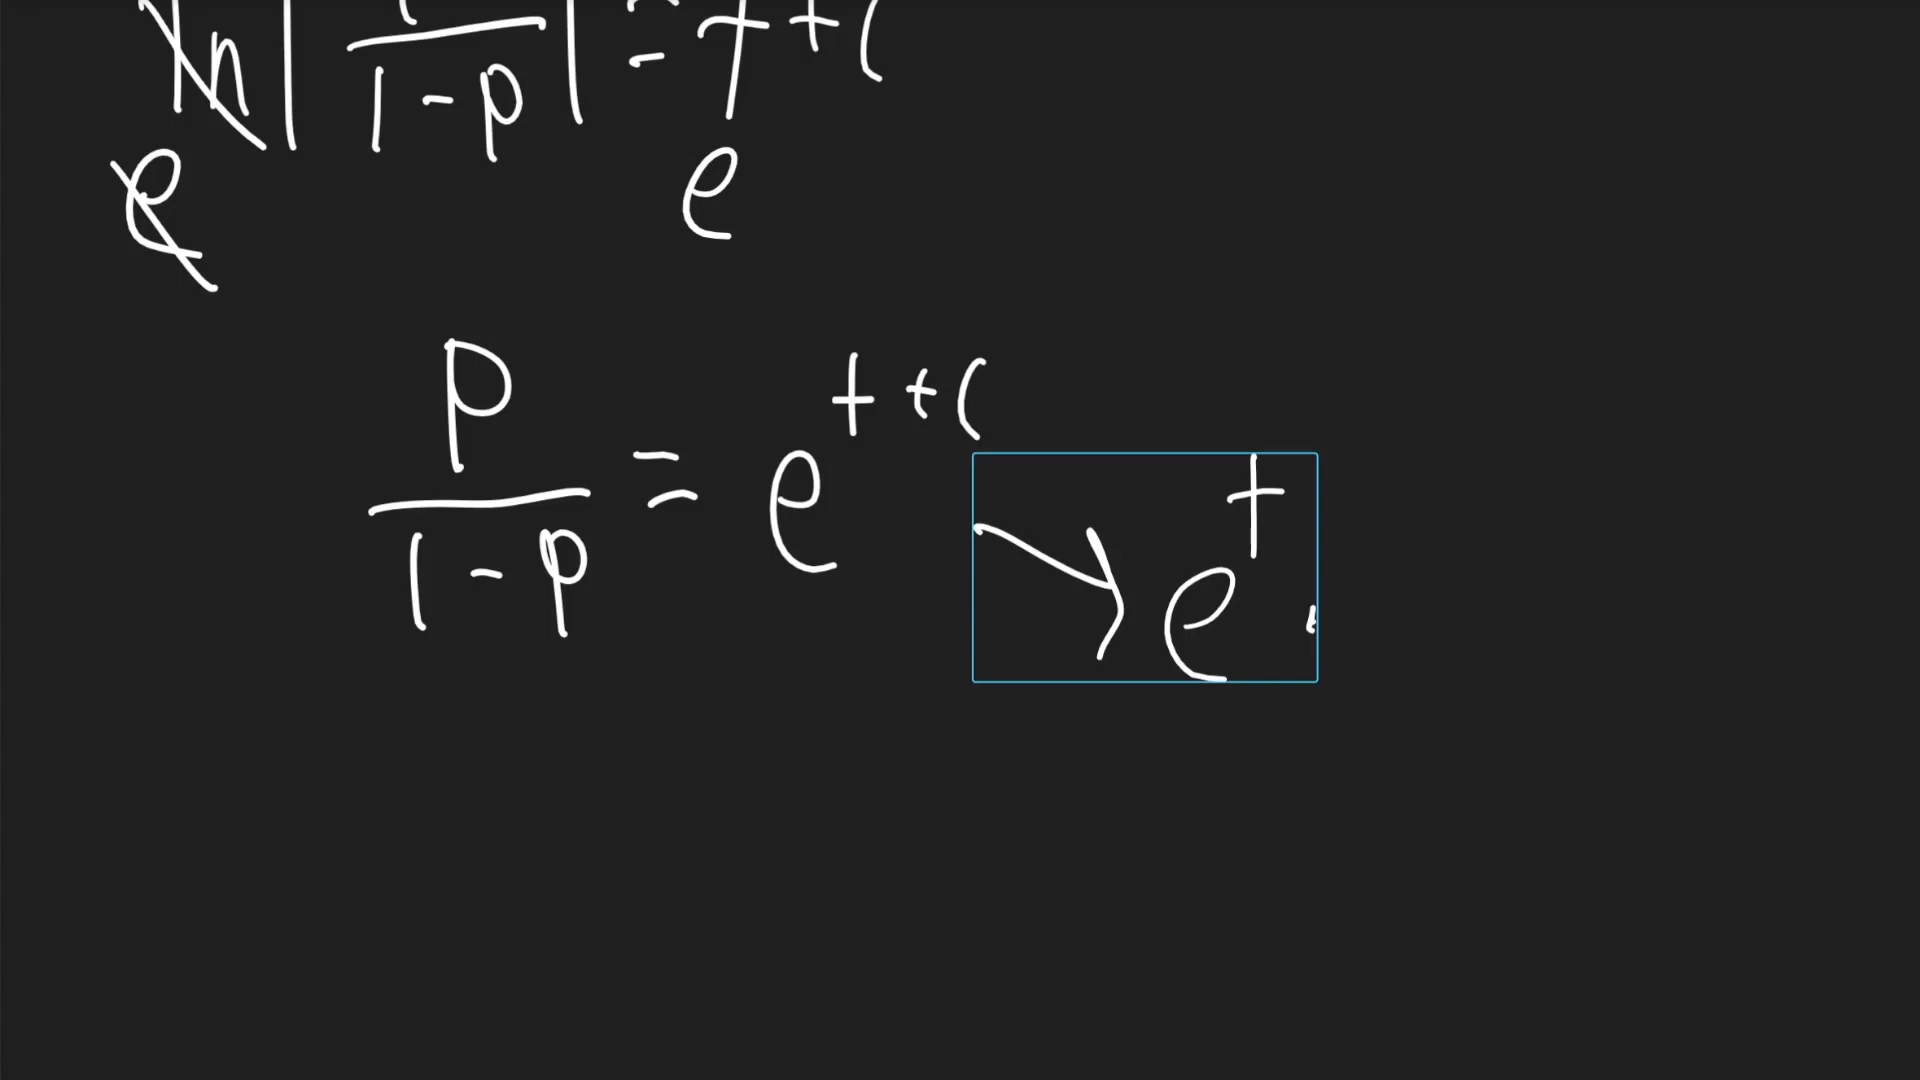 ln|p/(1-p)| = t+c
e e
p/(1-p) = e^(t+c)
→ e^t ·